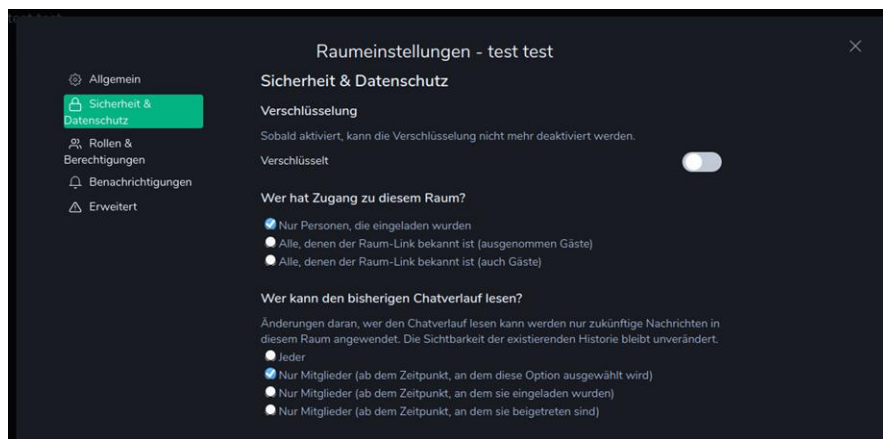 Raumeinstellungen - test test
Allgemein
Sicherheit &
Datenschutz
Rollen &
Berechtigungen
Benachrichtigungen
Erweitert
Sicherheit & Datenschutz
Verschlüsselung
Sobald aktiviert, kann die Verschlüsselung nicht mehr deaktiviert werden.
Verschlüsselt
Wer hat Zugang zu diesem Raum?
Nur Personen, die eingeladen wurden
Alle, denen der Raum-Link bekannt ist (ausgenommen Gäste)
Alle, denen der Raum-Link bekannt ist (auch Gäste)
Wer kann den bisherigen Chatverlauf lesen?
Änderungen daran, wer den Chatverlauf lesen kann werden nur zukünftige Nachrichten in
diesem Raum angewendet. Die Sichtbarkeit der existierenden Historie bleibt unverändert.
Jeder
Nur Mitglieder (ab dem Zeitpunkt, an dem diese Option ausgewählt wird)
Nur Mitglieder (ab dem Zeitpunkt, an dem sie eingeladen wurden)
Nur Mitglieder (ab dem Zeitpunkt, an dem sie beigetreten sind)